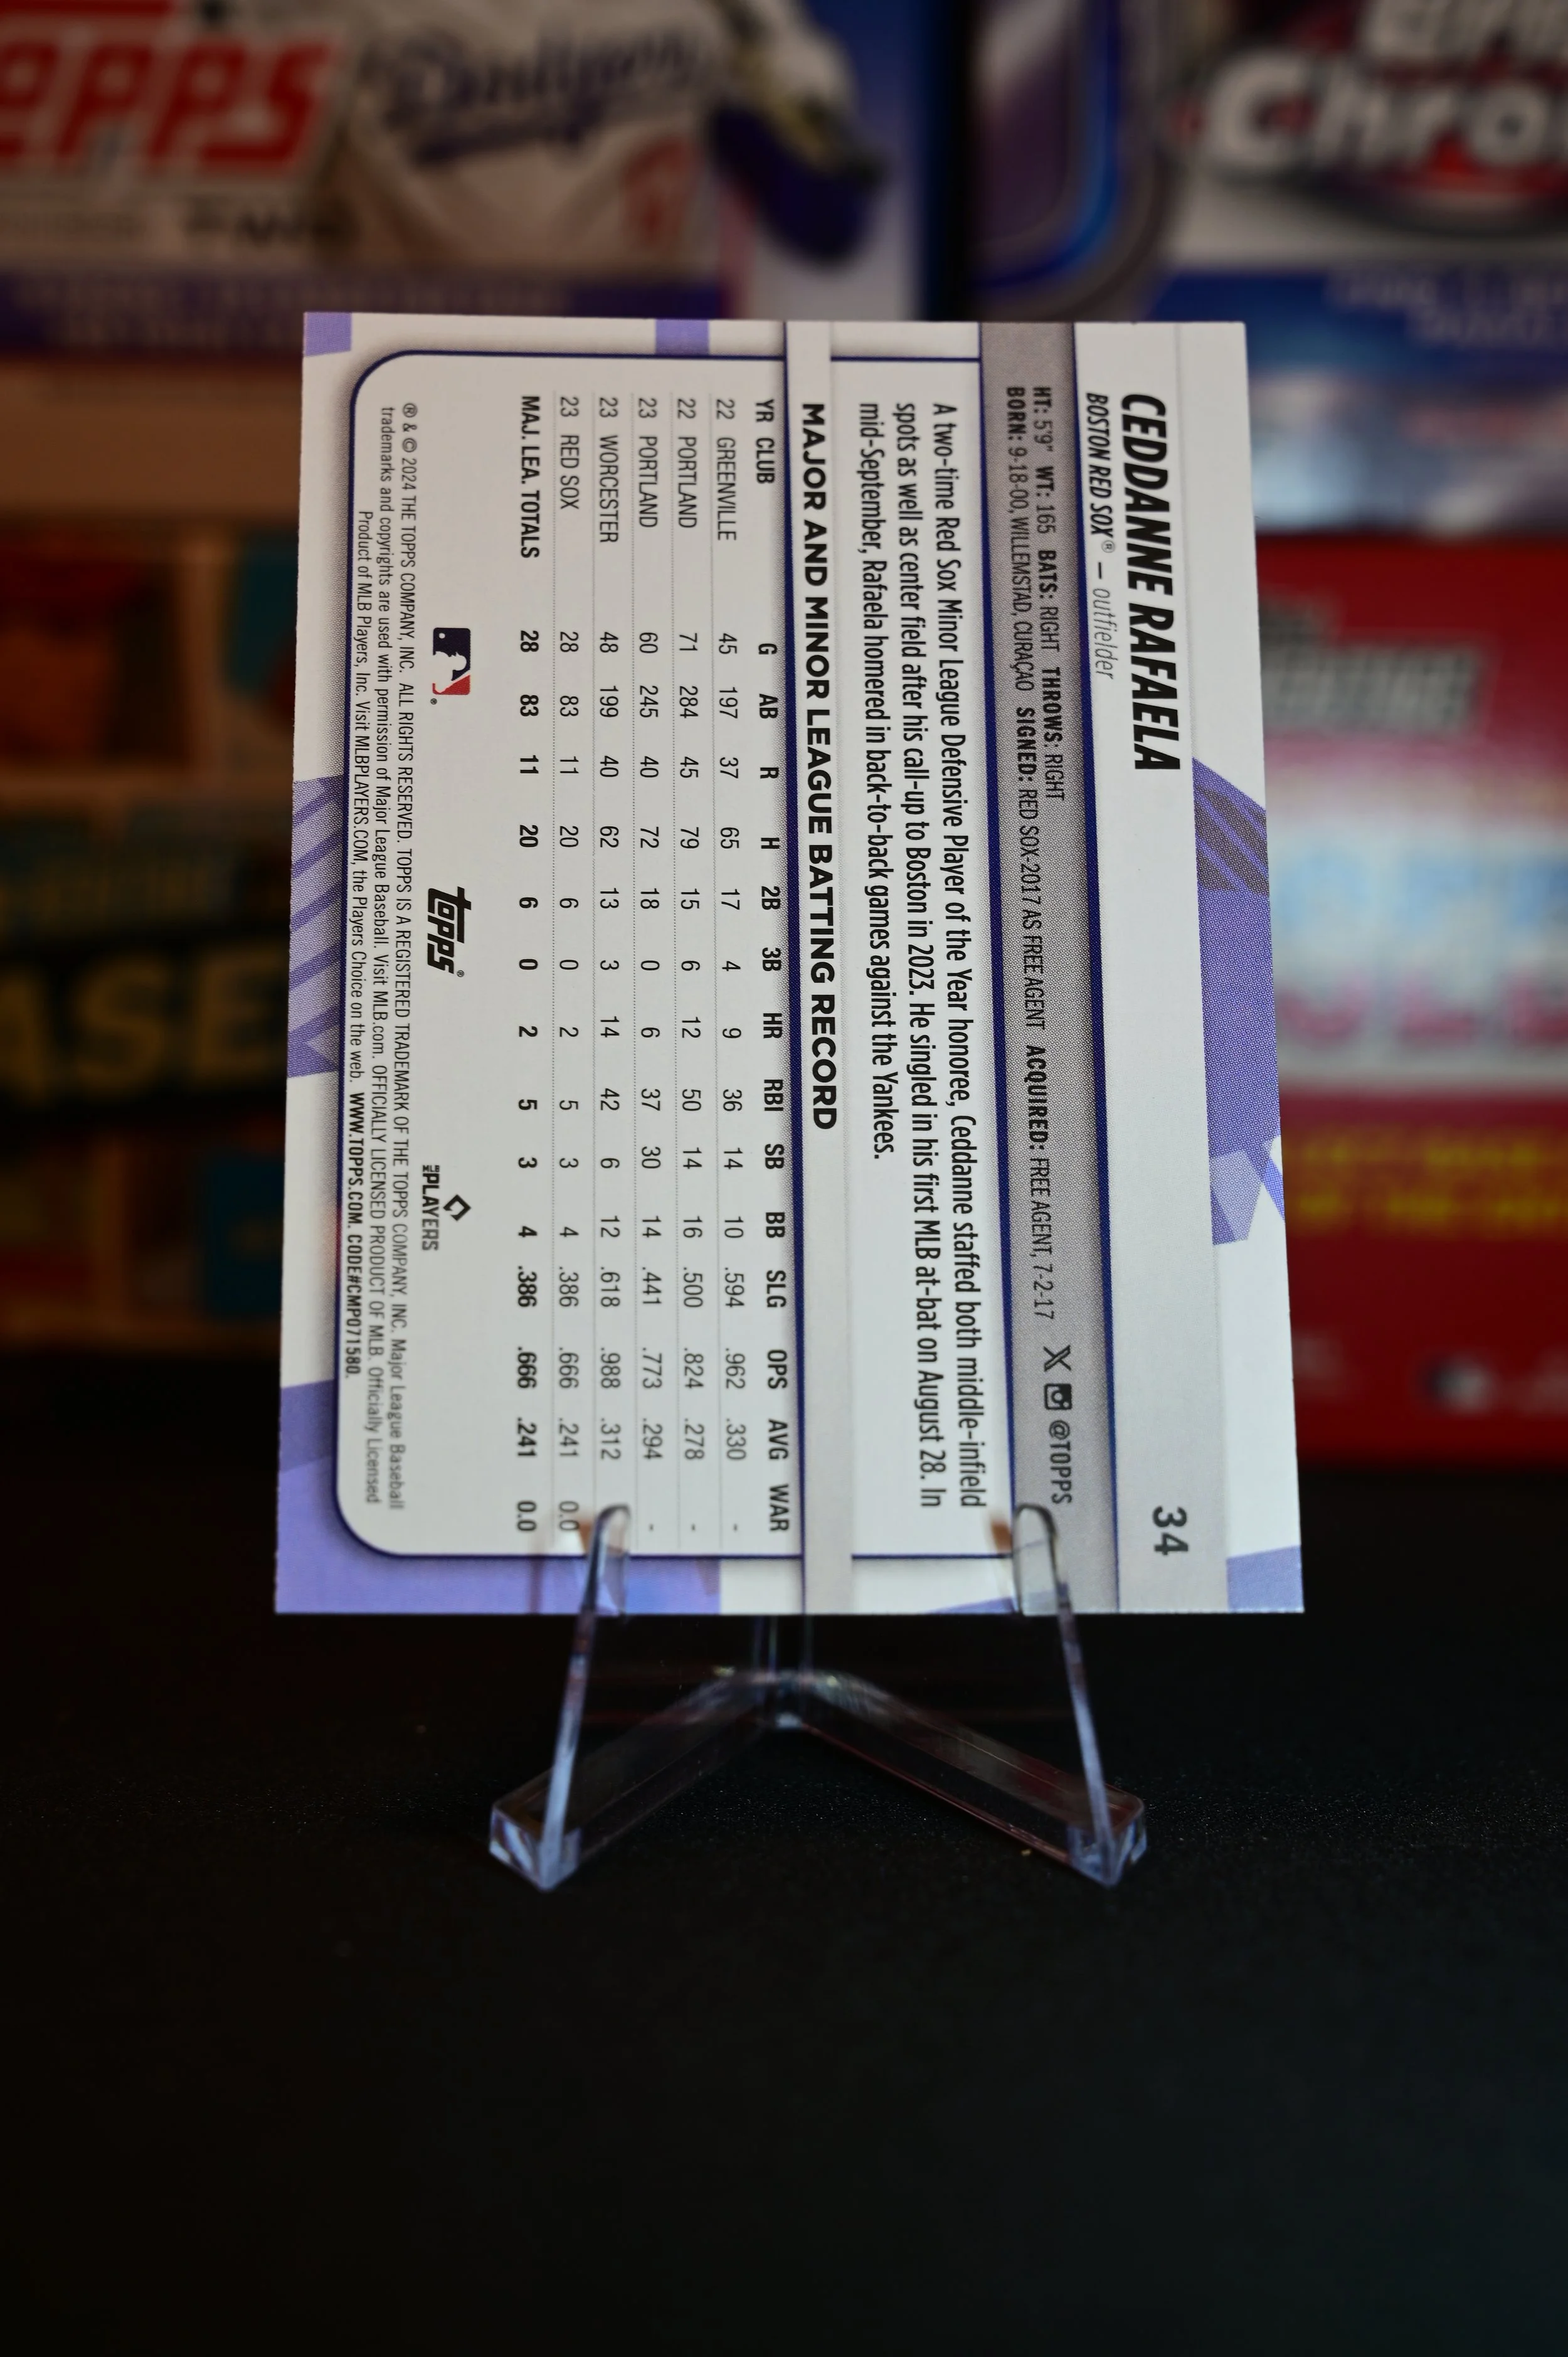 CEDDANNE RAFAELA
34
BOSTON RED SOX® – outfielder
HT: 5'9" WT: 165 BATS: RIGHT THROWS: RIGHT
@TOPPS
BORN: 9-18-00, WILLEMSTAD, CURAÇAO SIGNED: RED SOX-2017 AS FREE AGENT ACQUIRED: FREE AGENT, 7-2-17
A two-time Red Sox Minor League Defensive Player of the Year honoree, Ceddanne staffed both middle-infield
spots as well as center field after his call-up to Boston in 2023. He singled in his first MLB at-bat on August 28. In
mid-September, Rafaela homered in back-to-back games against the Yankees.
MAJOR AND MINOR LEAGUE BATTING RECORD
YR CLUB G AB R H 2B 3B HR RBI SB BB SLG OPS AVG WAR
22 GREENVILLE 45 197 37 65 17 4 9 36 14 10 .594 .962 .330 -
22 PORTLAND 71 284 45 79 15 6 12 50 14 16 .500 .824 .278 -
23 PORTLAND 60 245 40 72 18 0 6 37 30 14 .441 .773 .294 -
23 WORCESTER 48 199 40 62 13 3 14 42 6 12 .618 .988 .312
23 RED SOX 28 83 11 20 6 0 2 5 3 4 .386 .666 .241 0.0
MAJ. LEA. TOTALS 28 83 11 20 6 0 2 5 3 4 .386 .666 .241 0.0
topps®
PLAYERS
® & © 2024 THE TOPPS COMPANY, INC. ALL RIGHTS RESERVED. TOPPS IS A REGISTERED TRADEMARK OF THE TOPPS COMPANY, INC. Major League Baseball
trademarks and copyrights are used with permission of Major League Baseball. Visit MLB.com. OFFICIALLY LICENSED PRODUCT OF MLB. Officially Licensed
Product of MLB Players, Inc. Visit MLBPLAYERS.COM, the Players Choice on the web. WWW.TOPPS.COM. CODE#CMP071580.
Dodgers